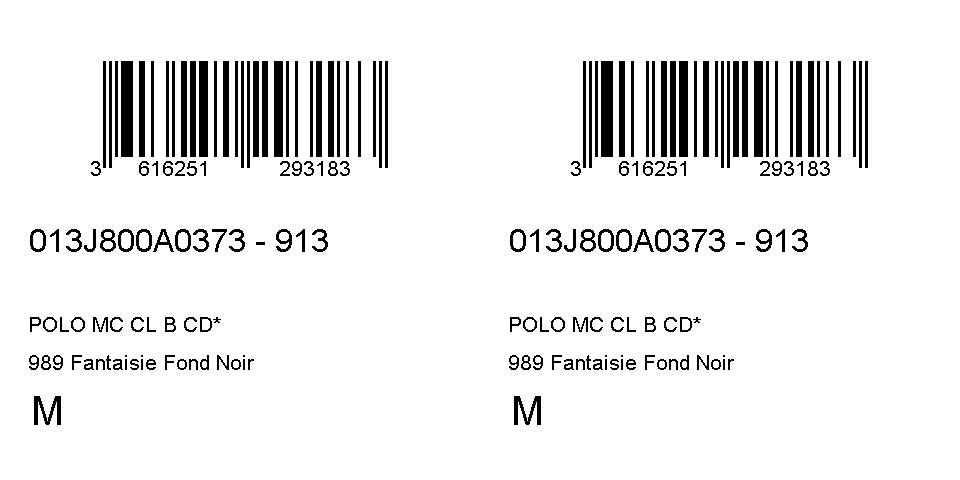 3 616251 293183
013J800A0373 - 913
POLO MC CL B CD*
989 Fantaisie Fond Noir
M
3 616251 293183
013J800A0373 - 913
POLO MC CL B CD*
989 Fantaisie Fond Noir
M